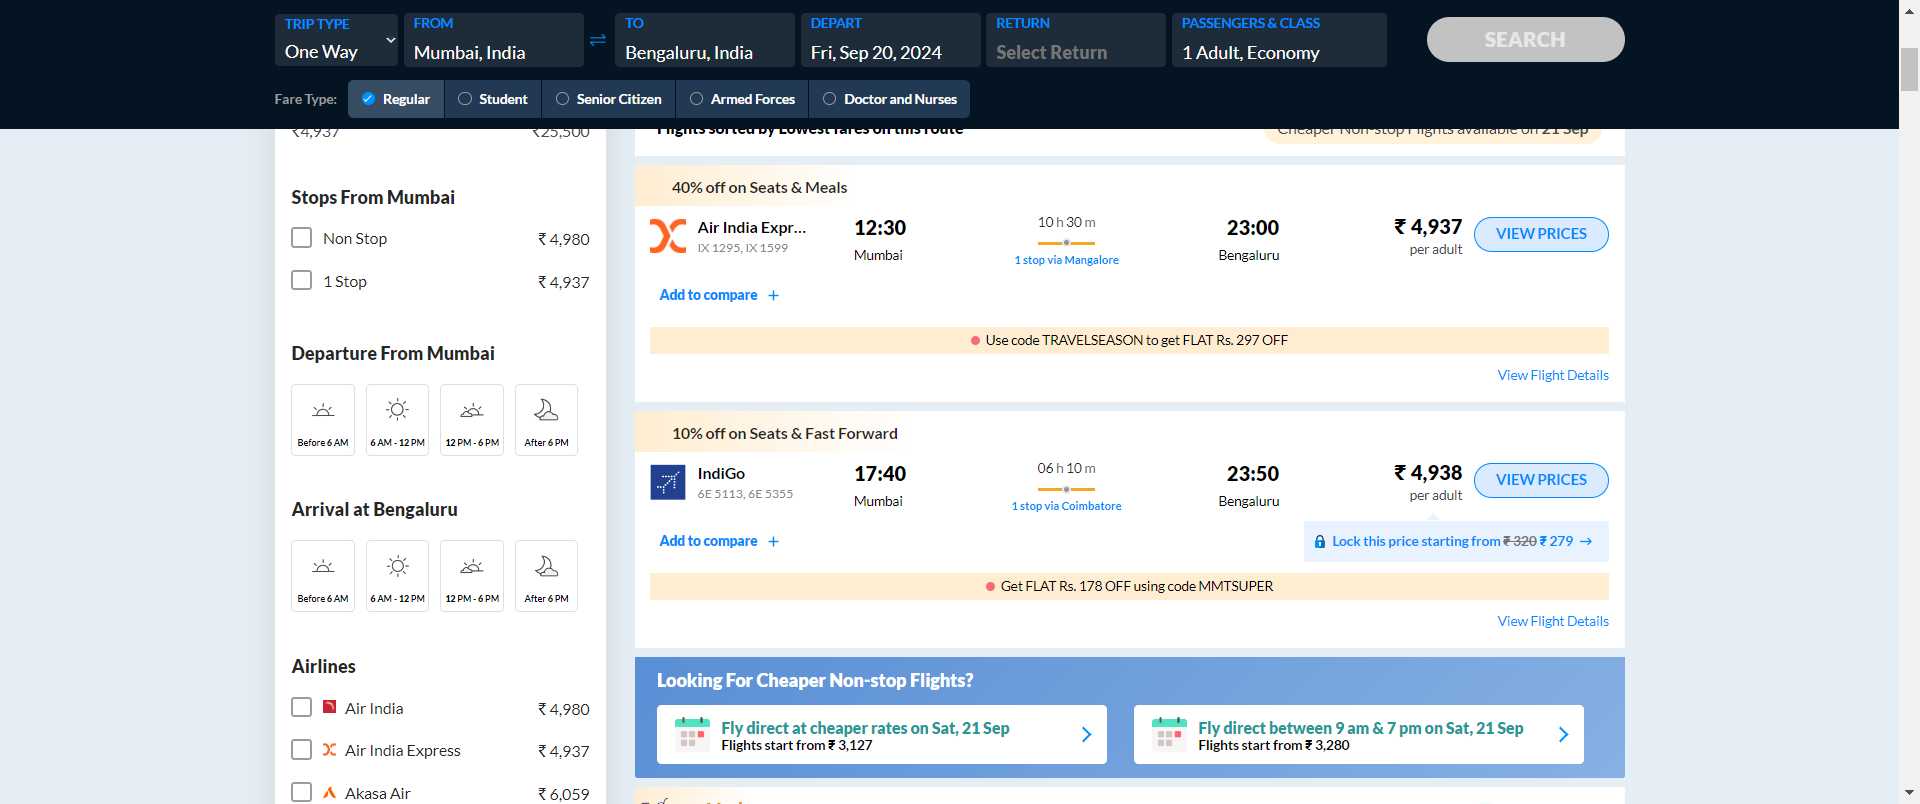 TRIP TYPE
One Way
FROM
Mumbai, India
TO
Bengaluru, India
DEPART
Fri, Sep 20, 2024
RETURN
Select Return
PASSENGERS & CLASS
1 Adult, Economy
SEARCH
Fare Type:
Regular
Student
Senior Citizen
Armed Forces
Doctor and Nurses
₹4,937
₹25,500
Stops From Mumbai
Non Stop
₹ 4,980
1 Stop
₹ 4,937
Departure From Mumbai
Before 6 AM
6 AM - 12 PM
12 PM - 6 PM
After 6 PM
Arrival at Bengaluru
Before 6 AM
6 AM - 12 PM
12 PM - 6 PM
After 6 PM
Airlines
Air India
₹ 4,980
Air India Express
₹ 4,937
Akasa Air
₹ 6,059
Flights sorted by Lowest fares on this route
Cheaper Non-stop Flights available on 21 Sep
40% off on Seats & Meals
Air India Expr...
IX 1295, IX 1599
12:30
Mumbai
10 h 30 m
1 stop via Mangalore
23:00
Bengaluru
₹ 4,937
per adult
VIEW PRICES
Add to compare +
Use code TRAVELSEASON to get FLAT Rs. 297 OFF
View Flight Details
10% off on Seats & Fast Forward
IndiGo
6E 5113, 6E 5355
17:40
Mumbai
06 h 10 m
1 stop via Coimbatore
23:50
Bengaluru
₹ 4,938
per adult
VIEW PRICES
Add to compare +
Lock this price starting from ₹ 320 ₹ 279 →
Get FLAT Rs. 178 OFF using code MMTSUPER
View Flight Details
Looking For Cheaper Non-stop Flights?
Fly direct at cheaper rates on Sat, 21 Sep
Flights start from ₹ 3,127
Fly direct between 9 am & 7 pm on Sat, 21 Sep
Flights start from ₹ 3,280